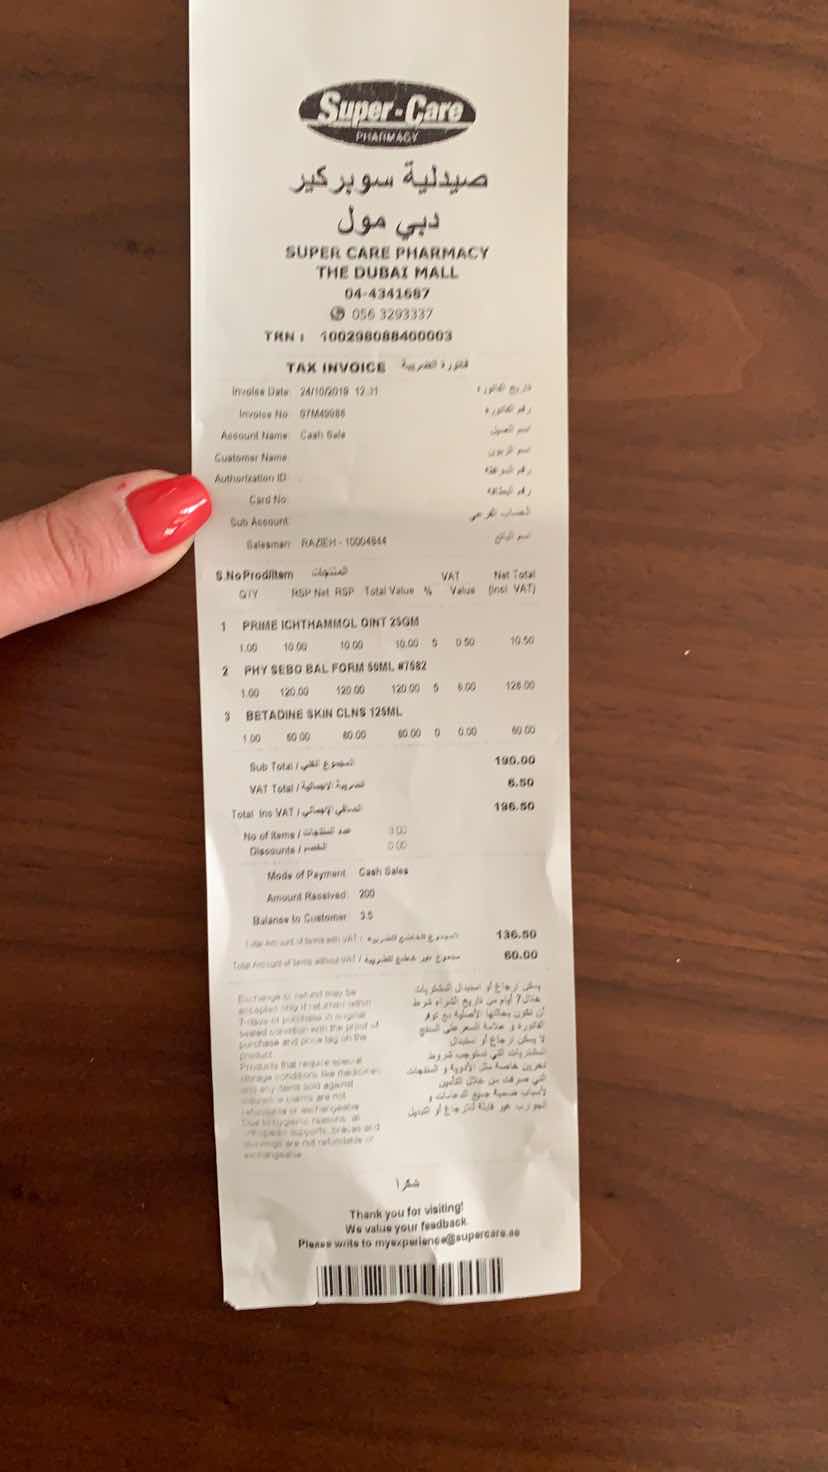 Super-Care
PHARMACY
صيدلية سوبركير
دبي مول
SUPER CARE PHARMACY
THE DUBAI MALL
04-4341687
056 3293337
TRN : 100298088400003
TAX INVOICE فاتورة الضريبة
Invoice Date: 24/10/2019 12:31 تاريخ الفاتورة
Invoice No: 97M49986 رقم الفاتورة
Account Name: Cash Sale اسم العميل
Customer Name: اسم الزبون
Authorization ID: رقم الموافقة
Card No: رقم البطاقة
Sub Account: الحساب الفرعي
Salesman: RAZIEH - 10004844 اسم البائع
S.No Prod/Item المنتجات VAT Net Total
QTY RSP Net RSP Total Value % Value (Incl VAT)
1 PRIME ICHTHAMMOL OINT 25GM
1.00 10.00 10.00 10.00 5 0.50 10.50
2 PHY SEBO BAL FORM 50ML #7982
1.00 120.00 120.00 120.00 5 6.00 126.00
3 BETADINE SKIN CLNS 125ML
1.00 60.00 60.00 60.00 0 0.00 60.00
Sub Total / المجموع الكلي 190.00
VAT Total / الضريبة الاجمالية 6.50
Total Inc VAT / الصافي الاجمالي 196.50
No of items / عدد المنتجات 3.00
Discounts / الخصم 0.00
Mode of Payment: Cash Sales
Amount Received: 200
Balance to Customer: 3.5
Total Amount of items with VAT / المجموع الخاضع للضريبة 136.50
Total Amount of items without VAT / مجموع غير خاضع للضريبة 60.00
Exchange or refund may be
accepted only if returned within
7-days of purchase in original
sealed condition with the proof of
purchase and price tag on the
product.
Products that require special
storage conditions like medicines
and any items sold against
insurance claims are not
refundable or exchangeable
Due to hygienic reasons, all
orthopedic supports, braces and
stockings are not refundable or
exchangeable
يمكن ارجاع أو استبدال المشتريات
خلال 7 أيام من تاريخ الشراء شرط
أن تكون بحالتها الأصلية مع توفر
الفاتورة و علامة السعر على المنتج
لا يمكن ارجاع أو استبدال
المشتريات التي تستوجب شروط
تخزين خاصة مثل الأدوية و المنتجات
التي صرفت من خلال التأمين
لأسباب صحية جميع الدعامات و
الجوارب غير قابلة للارجاع أو التبديل
شكرا
Thank you for visiting!
We value your feedback.
Please write to myexperience@supercare.ae